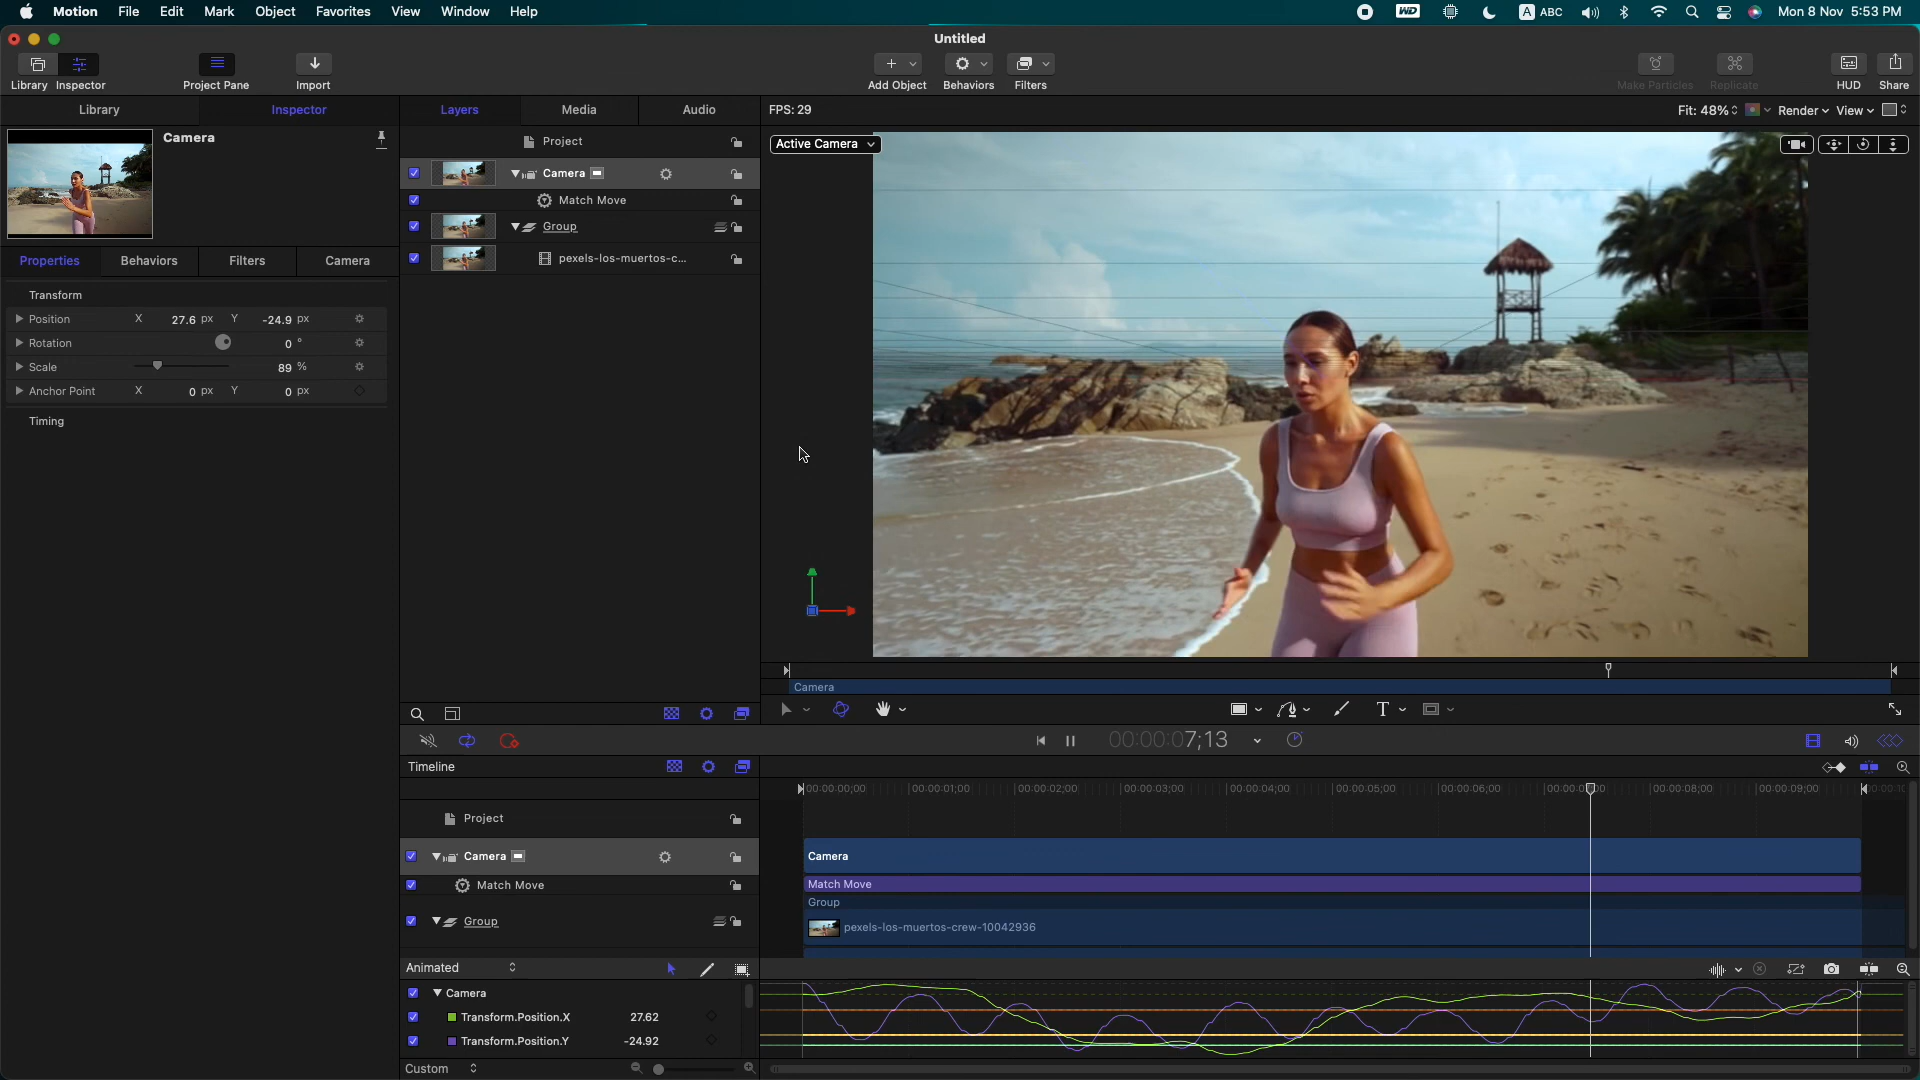 Motion File Edit Mark Object Favorites View Window Help
WD A ABC Mon 8 Nov 5:53 PM
Untitled
Library Inspector Project Pane Import Add Object Behaviors Filters Make Particles Replicate HUD Share
Library Inspector Layers Media Audio FPS: 29 Fit: 48% Render View
Camera
Project
Active Camera
Camera
Match Move
Group
pexels-los-muertos-c...
Properties Behaviors Filters Camera
Transform
Position X 27.6 px Y -24.9 px
Rotation 0 °
Scale 89 %
Anchor Point X 0 px Y 0 px
Timing
Camera
T
00:00:07;13
Timeline
00:00:00;00 00:00:01;00 00:00:02;00 00:00:03;00 00:00:04;00 00:00:05;00 00:00:06;00 00:00:08;00 00:00:09;00
Project
Camera Camera
Match Move Match Move
Group
Group
pexels-los-muertos-crew-10042936
Animated
Camera
Transform.Position.X 27.62
Transform.Position.Y -24.92
Custom